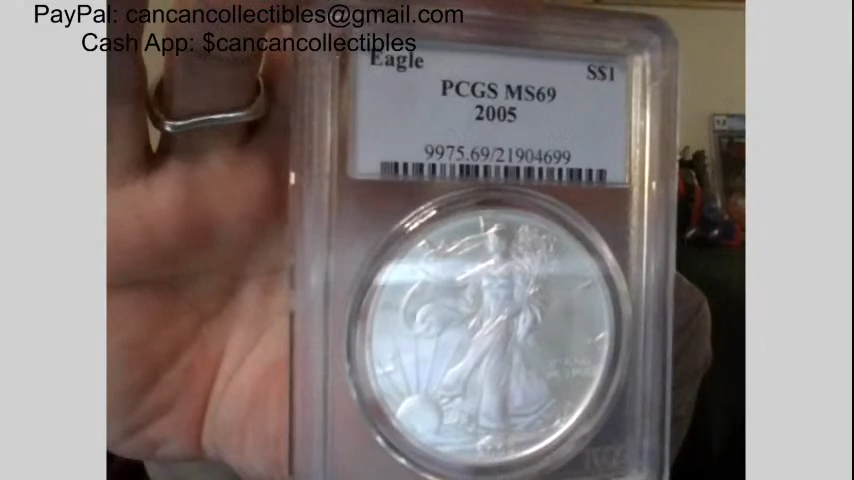 PayPal: cancancollectibles@gmail.com
Cash App: $cancancollectibles
Eagle
S$1
PCGS MS69
2005
9975.69/21904699